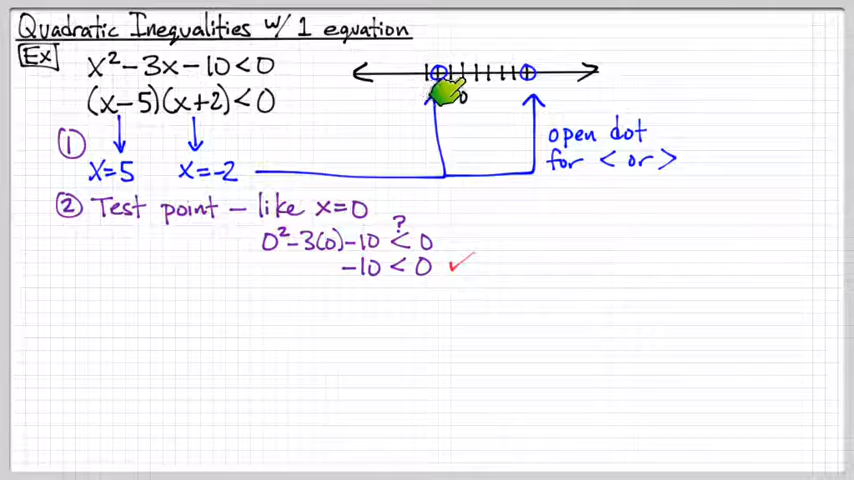 Quadratic Inequalities w/ 1 equation
Ex
x² - 3x - 10 < 0
(x-5)(x+2) < 0
0
① x=5 x=-2
open dot
for < or >
② Test point - like x=0
?
0² - 3(0) - 10 < 0
-10 < 0 ✓